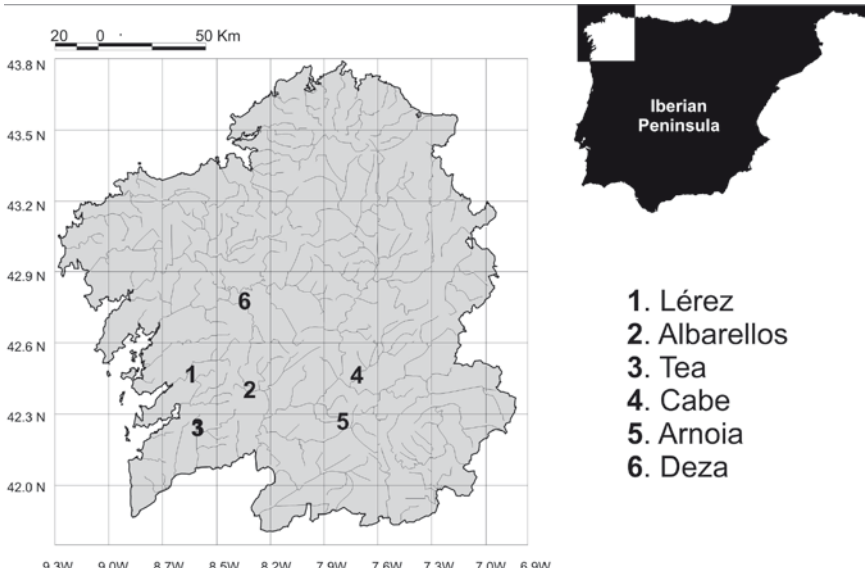 20 0 50 Km
43.8 N
43.5 N
43.2 N
42.9 N
42.6 N
42.3 N
42.0 N
9.3W 9.0W 8.7W 8.5W 8.2W 7.9W 7.6W 7.3W 7.0W 6.9W
6
1
2
4
3
5
Iberian
Peninsula
1. Lérez
2. Albarellos
3. Tea
4. Cabe
5. Arnoia
6. Deza